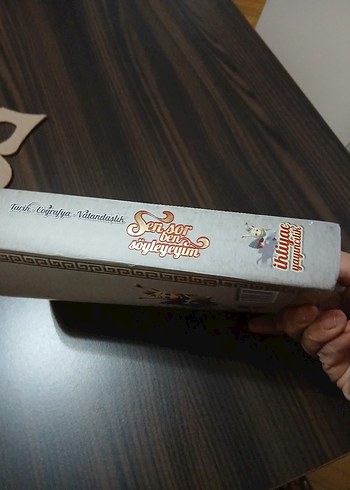 Tarih - Coğrafya - Vatandaşlık
Sen sor
ben
söyleyeyim
ihtiyaç
yayıncılık